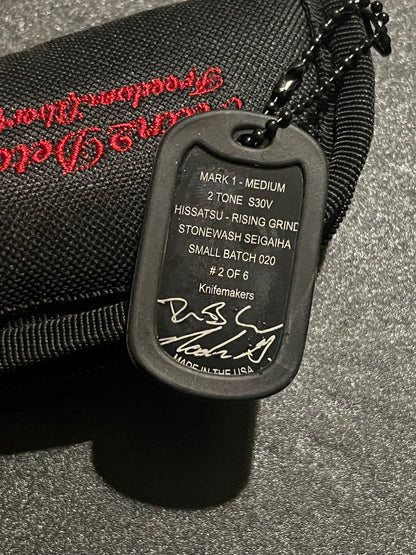 MARK 1 - MEDIUM
2 TONE S30V
HISSATSU - RISING GRIND
STONEWASH SEIGAIHA
SMALL BATCH 020
# 2 OF 6
Knifemakers
MADE IN THE USA
Freedom